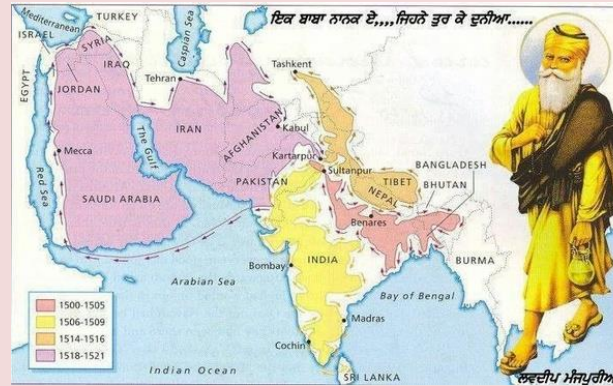 ਇਕ ਬਾਬਾ ਨਾਨਕ ਏ,,,,ਜਿਹਨੇ ਤੁਰ ਕੇ ਦੁਨੀਆ......
Mediterranean
TURKEY
ISRAEL
SYRIA
Caspian Sea
IRAQ
Tehran
Tashkent
EGYPT
JORDAN
The Gulf
IRAN
AFGHANISTAN
Kabul
Mecca
Kartarpur
Sultanpur
BANGLADESH
Red Sea
PAKISTAN
TIBET
NEPAL
BHUTAN
SAUDI ARABIA
Benares
INDIA
BURMA
Arabian Sea
Bombay
Bay of Bengal
1500-1505
1506-1509
1514-1516
1518-1521
Madras
Cochin
Indian Ocean
SRI LANKA
ਲਵਦੀਪ ਮੰਜਪੁਰੀਆ